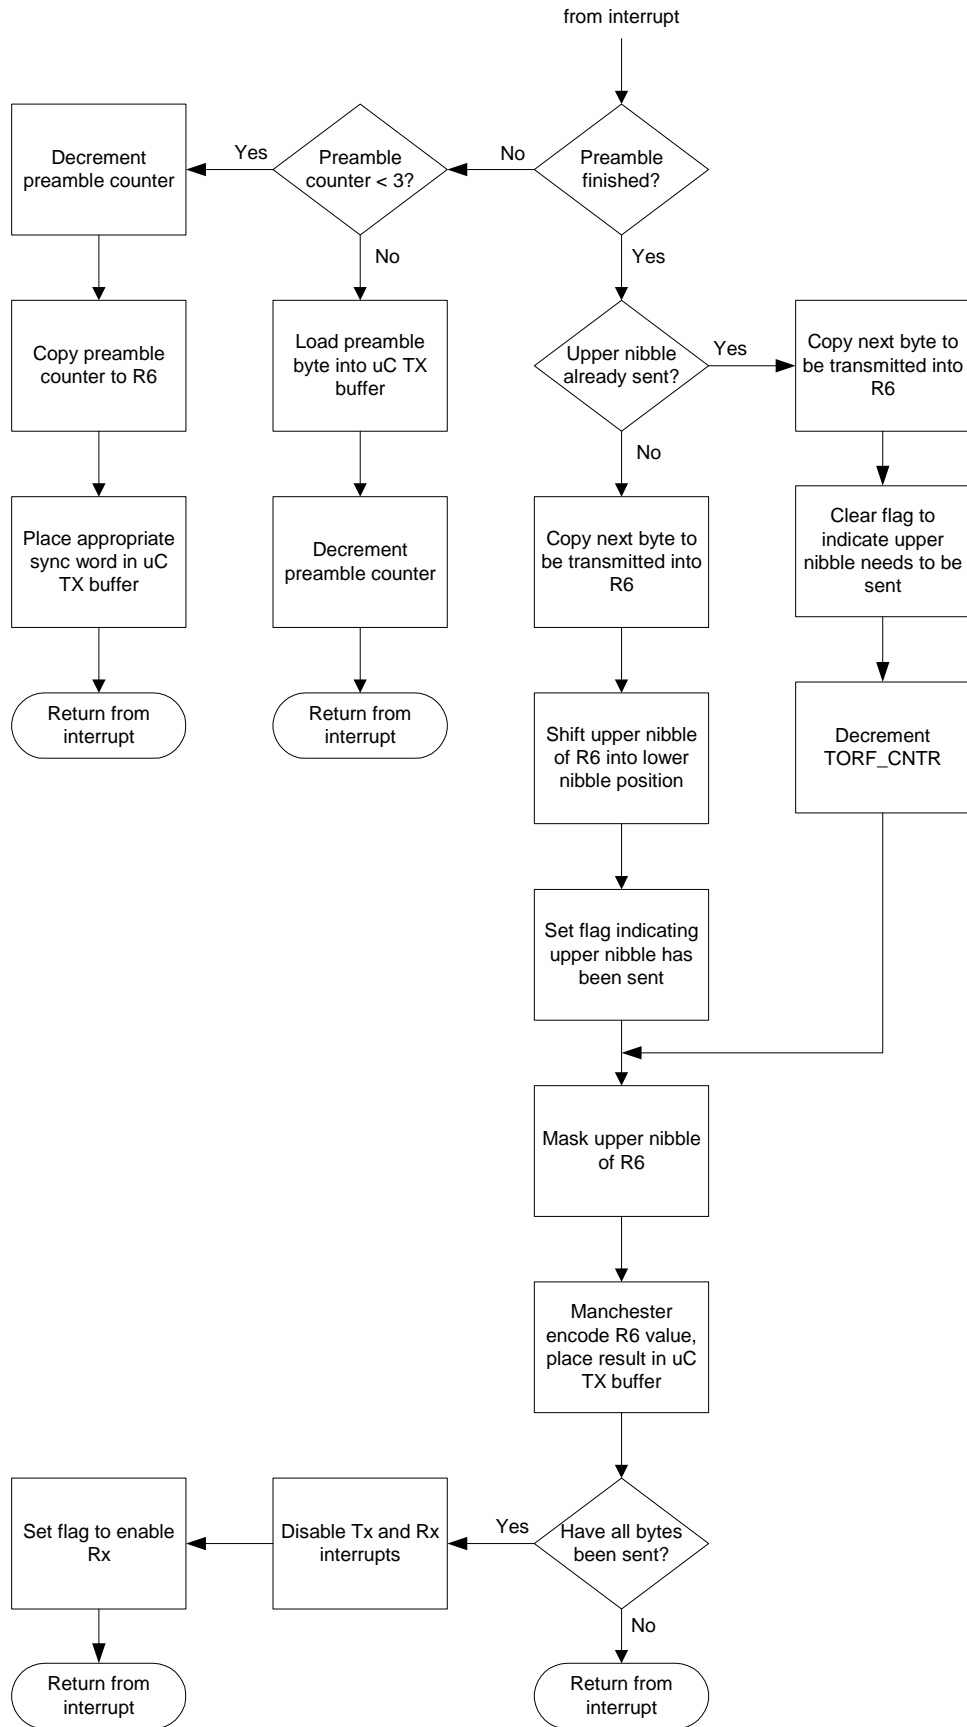 from interrupt
Decrement
preamble counter
Yes
Preamble
counter < 3?
No
Preamble
finished?
No
Yes
Copy preamble
counter to R6
Load preamble
byte into uC TX
buffer
Upper nibble
already sent?
Yes
Copy next byte to
be transmitted into
R6
No
Place appropriate
sync word in uC
TX buffer
Decrement
preamble counter
Copy next byte to
be transmitted into
R6
Clear flag to
indicate upper
nibble needs to be
sent
Return from
interrupt
Return from
interrupt
Shift upper nibble
of R6 into lower
nibble position
Decrement
TORF_CNTR
Set flag indicating
upper nibble has
been sent
Mask upper nibble
of R6
Manchester
encode R6 value,
place result in uC
TX buffer
Set flag to enable
Rx
Disable Tx and Rx
interrupts
Yes
Have all bytes
been sent?
No
Return from
interrupt
Return from
interrupt